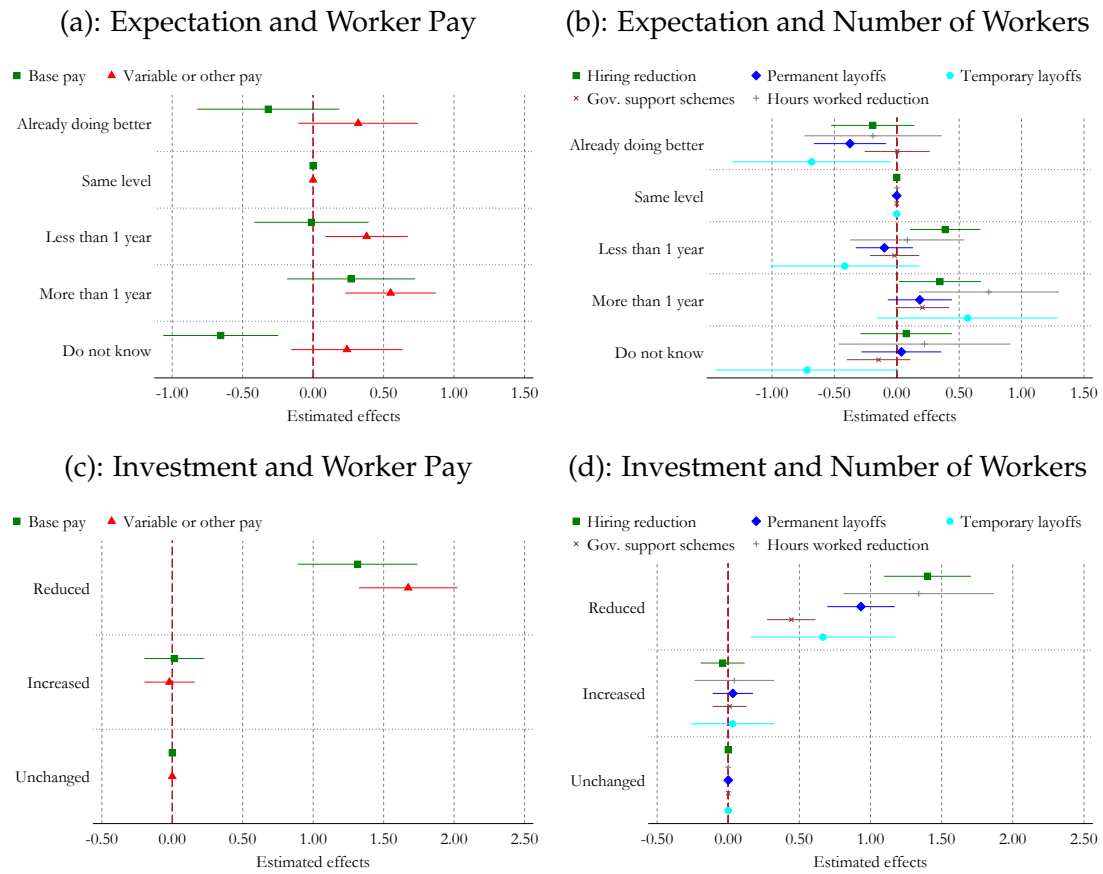 (a): Expectation and Worker Pay
Base pay Variable or other pay
Already doing better
Same level
Less than 1 year
More than 1 year
Do not know
-1.00 -0.50 0.00 0.50 1.00 1.50
Estimated effects
(b): Expectation and Number of Workers
Hiring reduction Permanent layoffs Temporary layoffs
Gov. support schemes Hours worked reduction
Already doing better
Same level
Less than 1 year
More than 1 year
Do not know
-1.00 -0.50 0.00 0.50 1.00 1.50
Estimated effects
(c): Investment and Worker Pay
Base pay Variable or other pay
Reduced
Increased
Unchanged
-0.50 0.00 0.50 1.00 1.50 2.00 2.50
Estimated effects
(d): Investment and Number of Workers
Hiring reduction Permanent layoffs Temporary layoffs
Gov. support schemes Hours worked reduction
Reduced
Increased
Unchanged
-0.50 0.00 0.50 1.00 1.50 2.00 2.50
Estimated effects